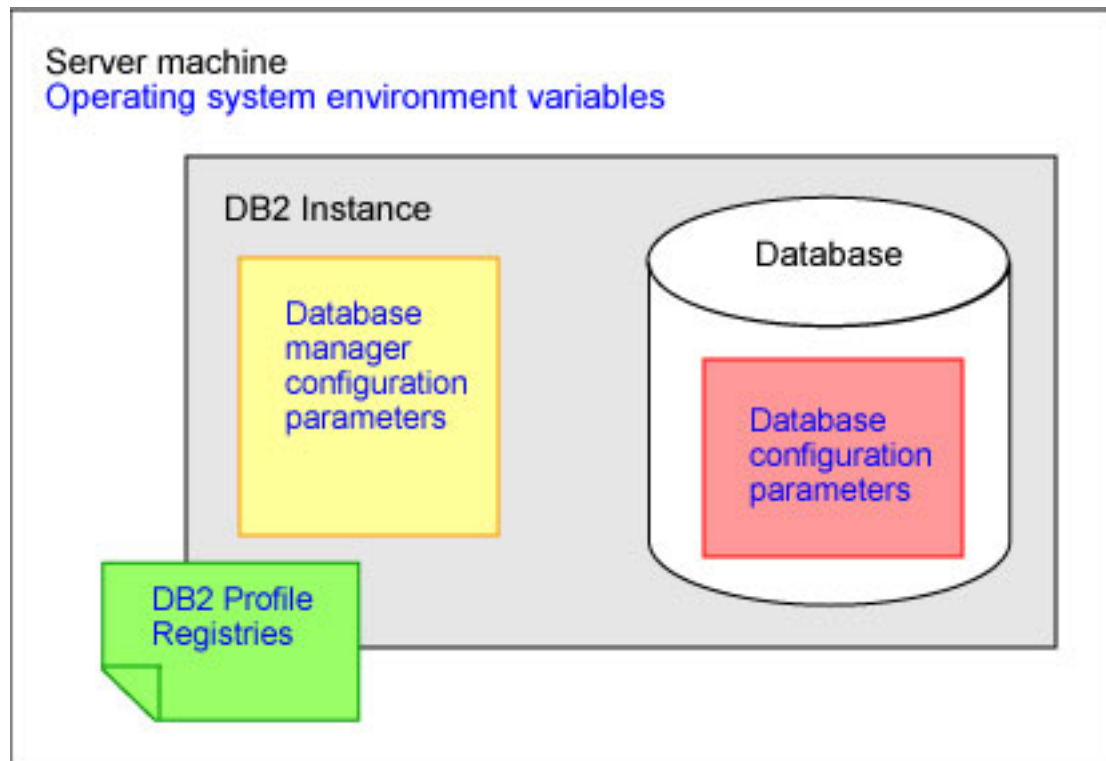 Server machine
Operating system environment variables
DB2 Instance
Database
manager
configuration
parameters
Database
Database
configuration
parameters
DB2 Profile
Registries